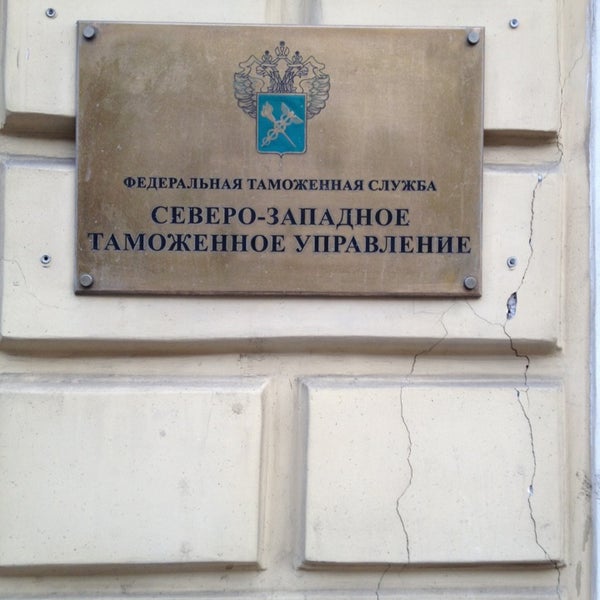 ФЕДЕРАЛЬНАЯ ТАМОЖЕННАЯ СЛУЖБА
СЕВЕРО-ЗАПАДНОЕ
ТАМОЖЕННОЕ УПРАВЛЕНИЕ